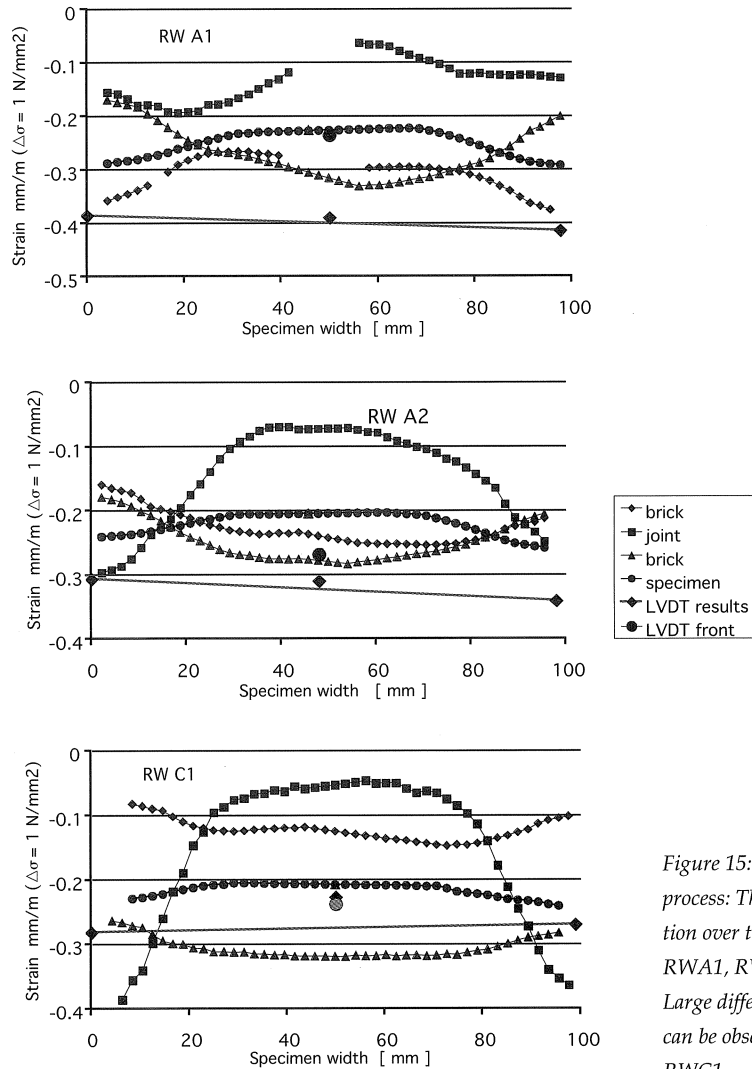 0
RW A1
-0.1
-0.2
-0.3
-0.4
-0.5
Strain mm/m (△σ= 1 N/mm2)
0 20 40 60 80 100
Specimen width [ mm ]
0
RW A2
-0.1
-0.2
-0.3
-0.4
Strain mm/m (△σ= 1 N/mm2)
0 20 40 60 80 100
Specimen width [ mm ]
brick
joint
brick
specimen
LVDT results
LVDT front
0
RW C1
-0.1
-0.2
-0.3
-0.4
Strain mm/m (△σ= 1 N/mm2)
0 20 40 60 80 100
Specimen width [ mm ]
Figure 15:
process: Th
tion over t
RWA1, RV
Large diffe
can be obse
RWC1